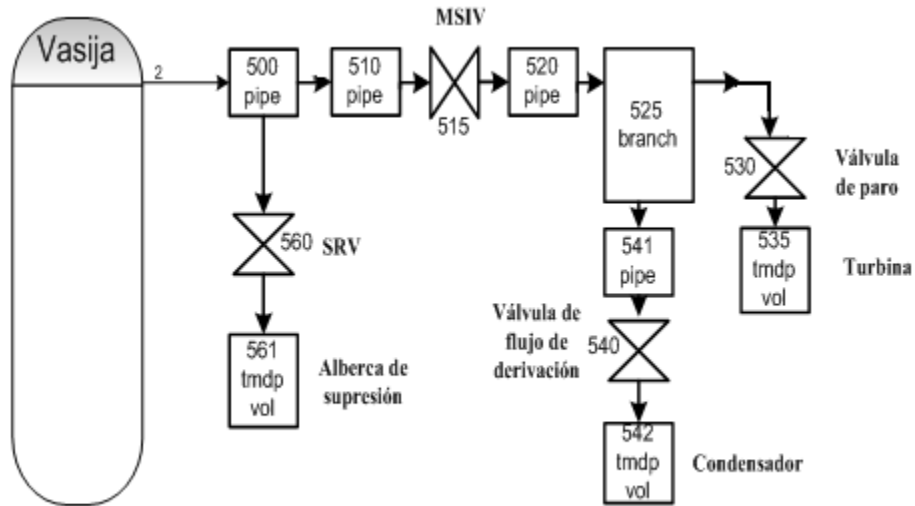 MSIV
Vasija
2
500
pipe
510
pipe
515
520
pipe
525
branch
530
Válvula
de paro
535
tmdp
vol
Turbina
560
SRV
561
tmdp
vol
Alberca de
supresión
541
pipe
Válvula de
flujo de
derivación
540
542
tmdp
vol
Condensador